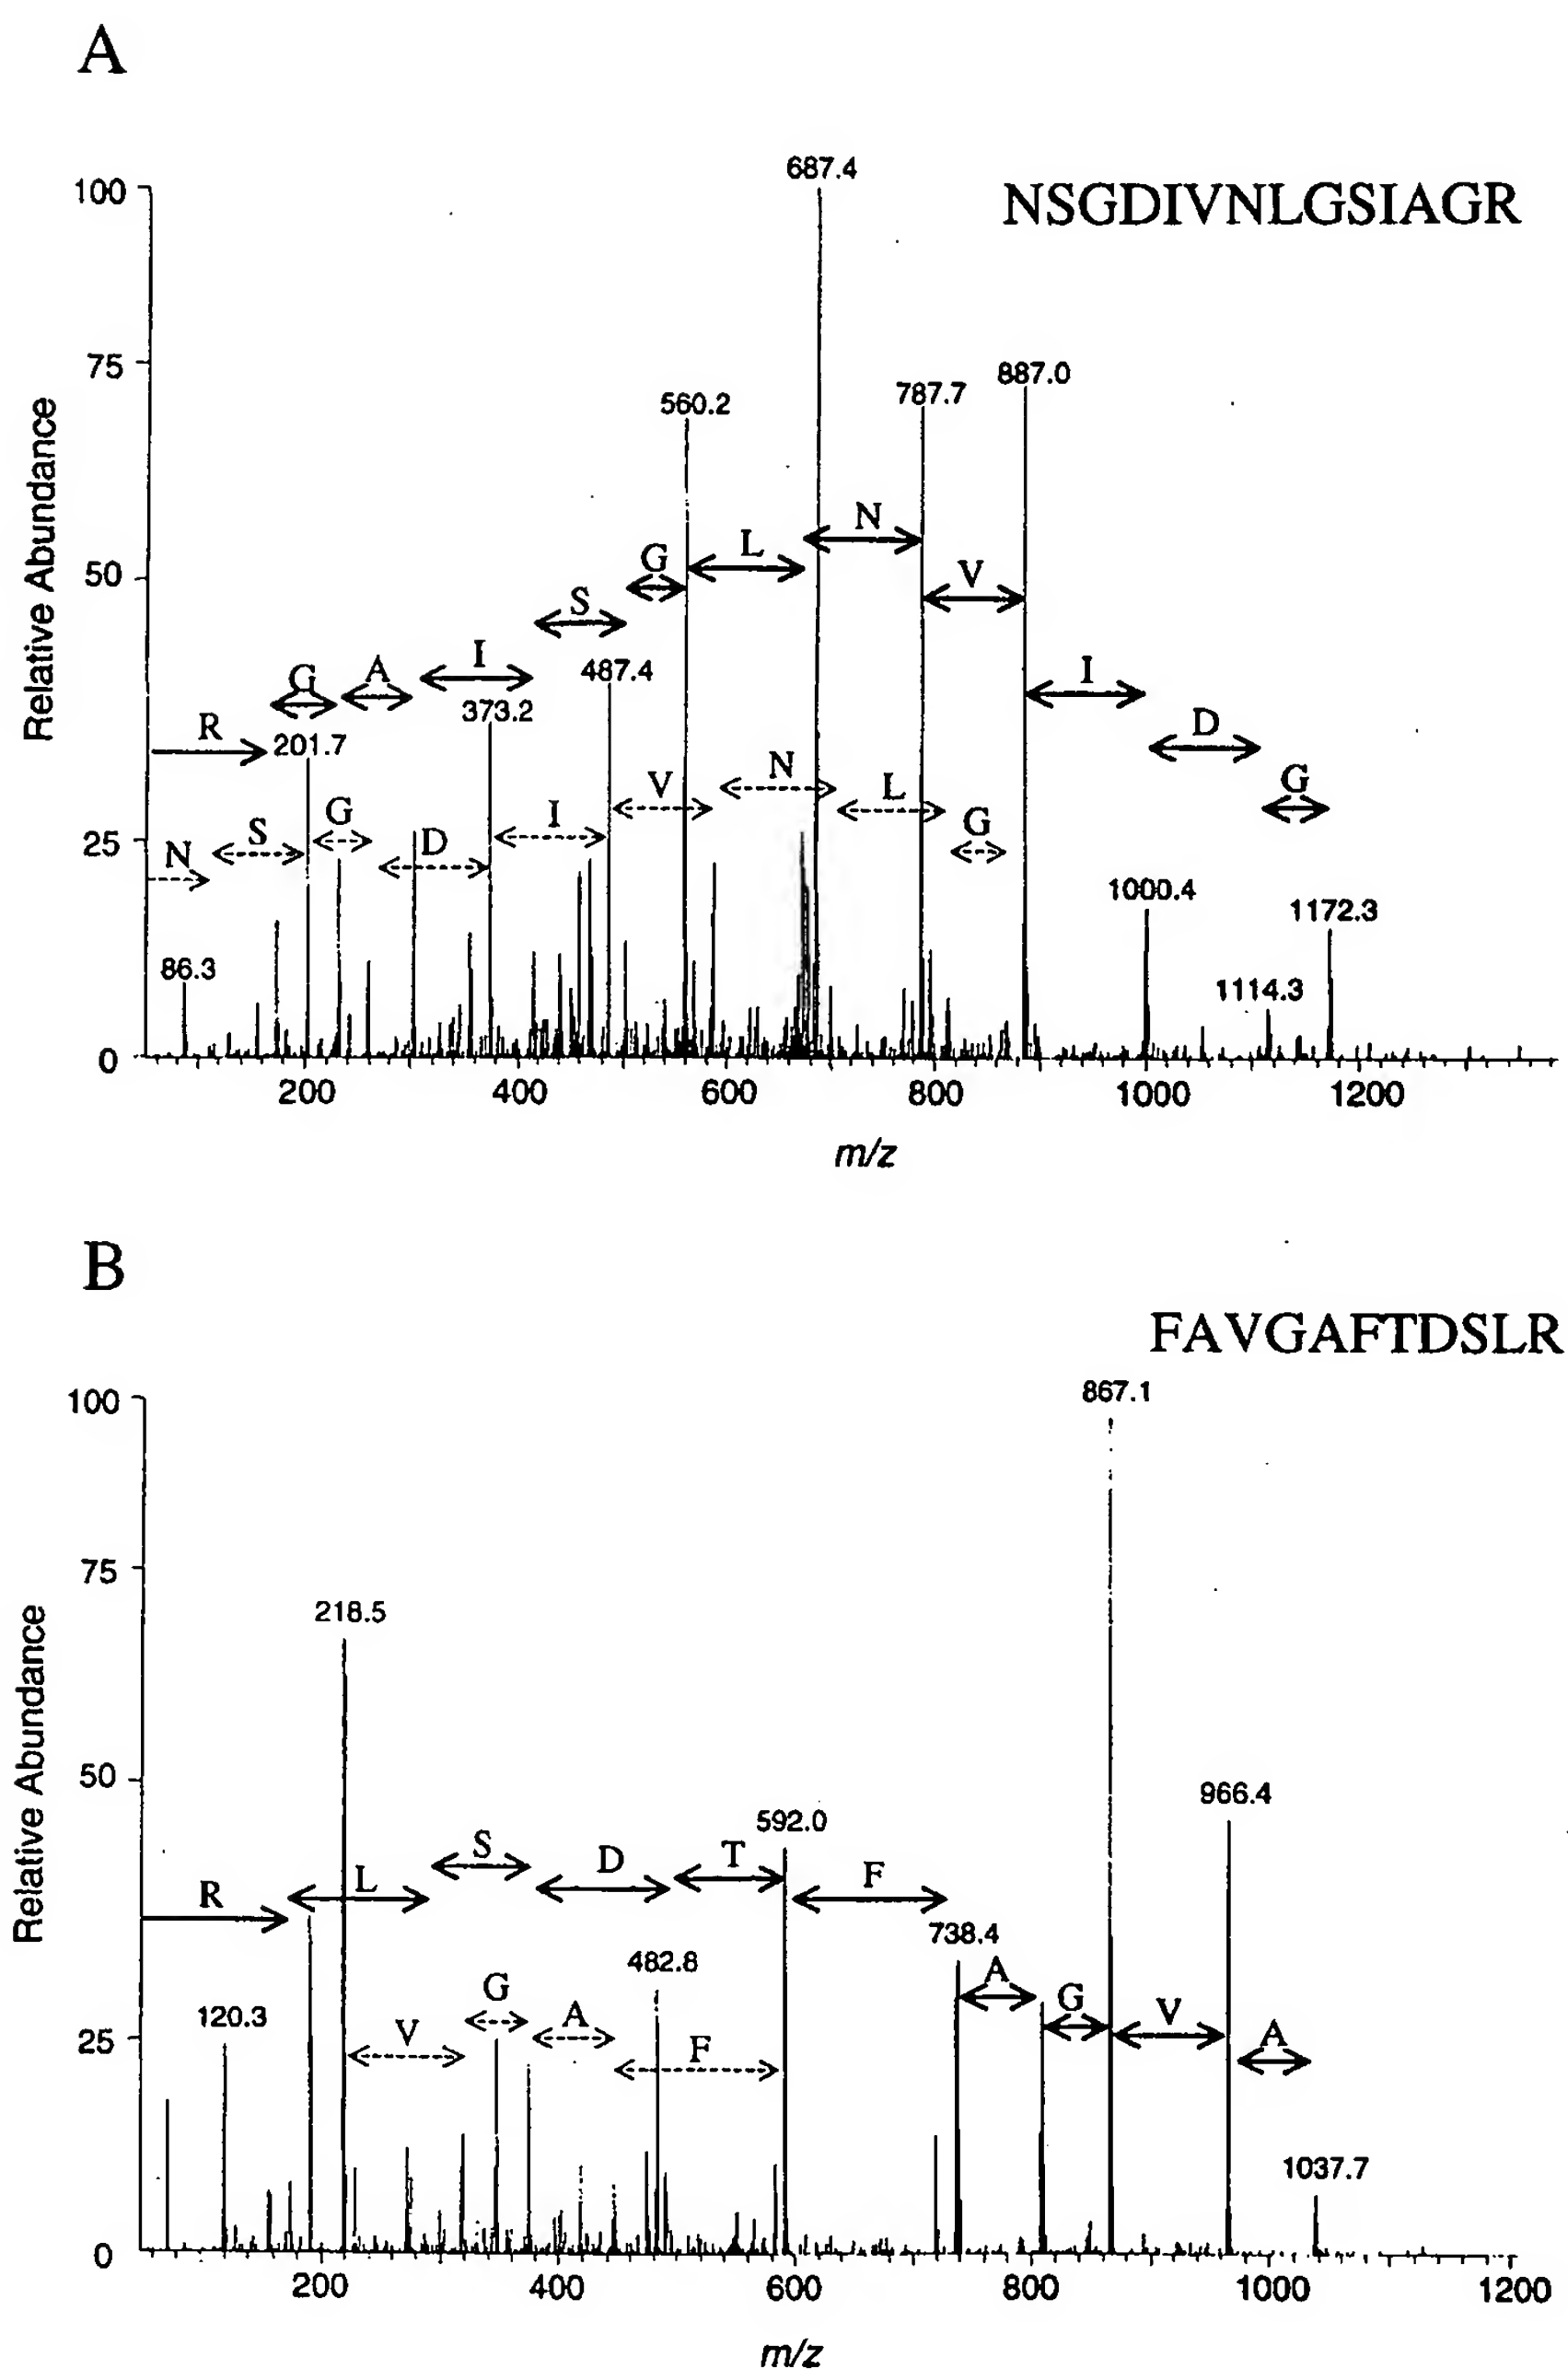 A
687.4
NSGDIVNLGSIAGR
100
75
887.0
787.7
560.2
Relative Abundance
N
L
G
50
V
S
I
487.4
A
G
373.2
I
R
201.7
D
N
V
G
L
I
G
S
G
D
25
N
1000.4
1172.3
86.3
1114.3
0
200 400 600 800 1000 1200
m/z
B
FAVGAFTDSLR
867.1
100
75
218.5
Relative Abundance
50
966.4
592.0
S
D
T
F
L
R
738.4
482.8
A
G
G
120.3
A
V
V
A
F
25
1037.7
0
200 400 600 800 1000 1200
m/z